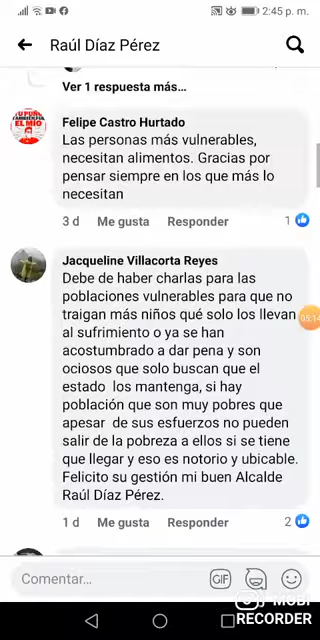 2:45 p. m.
Raúl Díaz Pérez
Ver 1 respuesta más...
Felipe Castro Hurtado
Las personas más vulnerables,
necesitan alimentos. Gracias por
pensar siempre en los que más lo
necesitan
3 d Me gusta Responder 1
Jacqueline Villacorta Reyes
Debe de haber charlas para las
poblaciones vulnerables para que no
traigan más niños qué solo los llevan
al sufrimiento o ya se han
acostumbrado a dar pena y son
ociosos que solo buscan que el
estado los mantenga, si hay
población que son muy pobres que
apesar de sus esfuerzos no pueden
salir de la pobreza a ellos si se tiene
que llegar y eso es notorio y ubicable.
Felicito su gestión mi buen Alcalde
Raúl Díaz Pérez.
1 d Me gusta Responder 2
Comentar...
GIF
MOBI
RECORDER